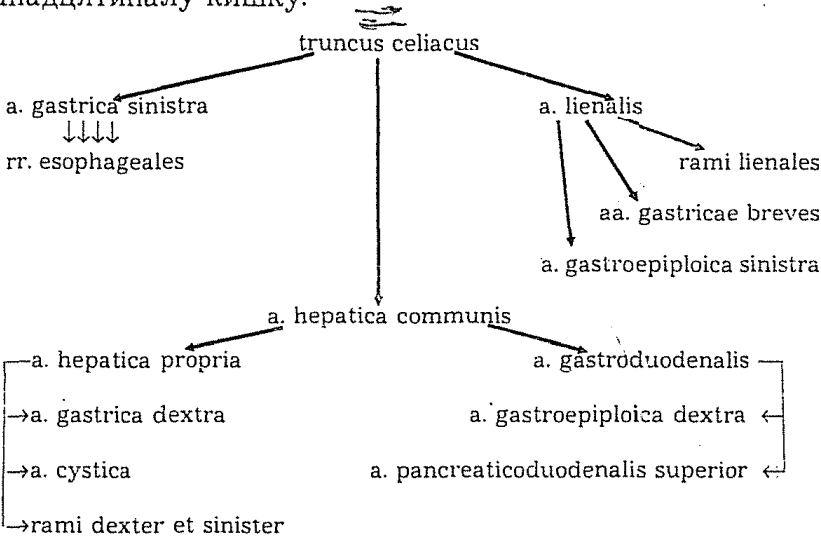 кишку.
truncus celiacus
a. gastrica sinistra
a. lienalis
rr. esophageales
rami lienales
aa. gastricae breves
a. gastroepiploica sinistra
a. hepatica communis
a. hepatica propria
a. gastroduodenalis
a. gastrica dextra
a. gastroepiploica dextra
a. cystica
a. pancreaticoduodenalis superior
rami dexter et sinister